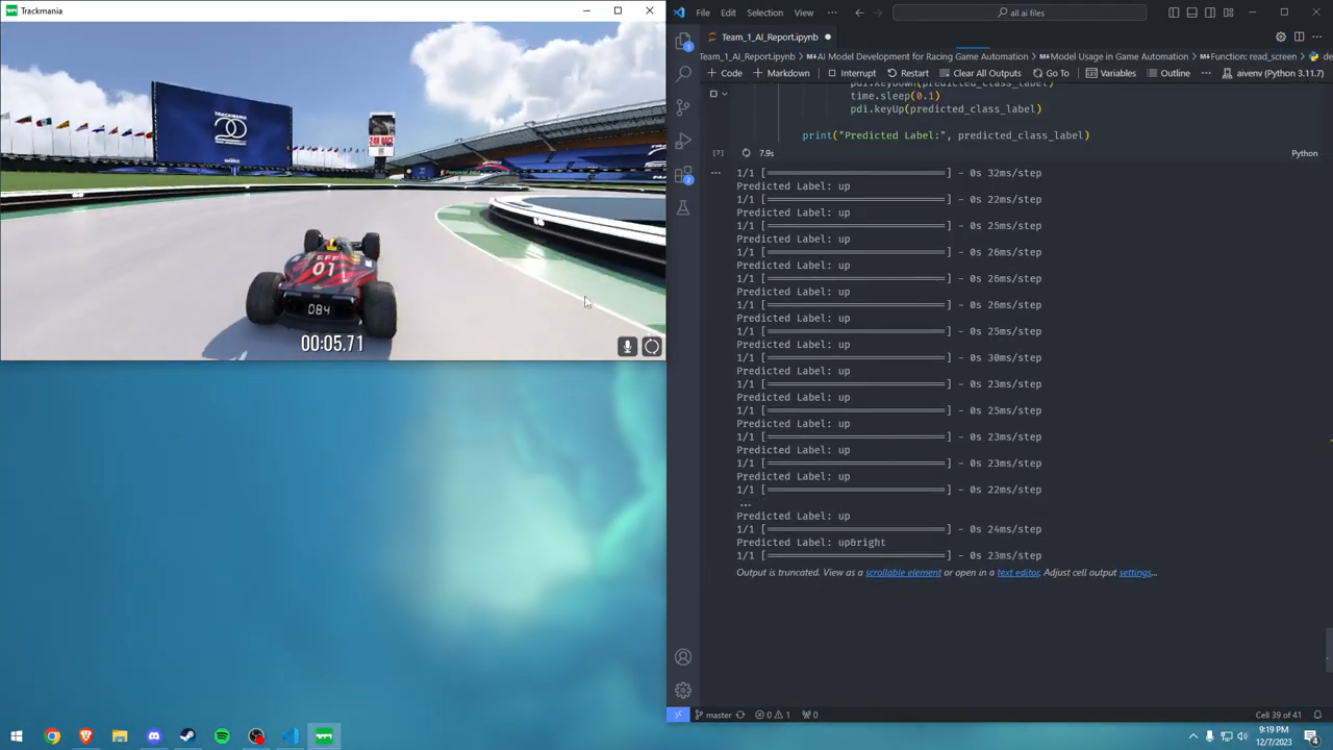 Trackmania
TRACKMANIA
20
24H RACE
EFF
01
084
00:05.71
File Edit Selection View ...
all ai files
Team_1_AI_Report.ipynb
Team_1_AI_Report.ipynb > AI Model Development for Racing Game Automation > Model Usage in Game Automation > Function: read_screen > de
+ Code + Markdown Interrupt Restart Clear All Outputs Go To Variables Outline ... aivenv (Python 3.11.7)
pdi.keyDown(predicted_class_label)
time.sleep(0.1)
pdi.keyUp(predicted_class_label)
print("Predicted Label:", predicted_class_label)
[7] 7.9s Python
... 1/1 [==============================] - 0s 32ms/step
Predicted Label: up
1/1 [==============================] - 0s 22ms/step
Predicted Label: up
1/1 [==============================] - 0s 25ms/step
Predicted Label: up
1/1 [==============================] - 0s 26ms/step
Predicted Label: up
1/1 [==============================] - 0s 26ms/step
Predicted Label: up
1/1 [==============================] - 0s 26ms/step
Predicted Label: up
1/1 [==============================] - 0s 25ms/step
Predicted Label: up
1/1 [==============================] - 0s 30ms/step
Predicted Label: up
1/1 [==============================] - 0s 23ms/step
Predicted Label: up
1/1 [==============================] - 0s 25ms/step
Predicted Label: up
1/1 [==============================] - 0s 23ms/step
Predicted Label: up
1/1 [==============================] - 0s 23ms/step
Predicted Label: up
1/1 [==============================] - 0s 22ms/step
...
Predicted Label: up
1/1 [==============================] - 0s 24ms/step
Predicted Label: up&right
1/1 [==============================] - 0s 23ms/step
Output is truncated. View as a scrollable element or open in a text editor. Adjust cell output settings...
master 0 1 0 Cell 39 of 41
9:19 PM
12/7/2023
4